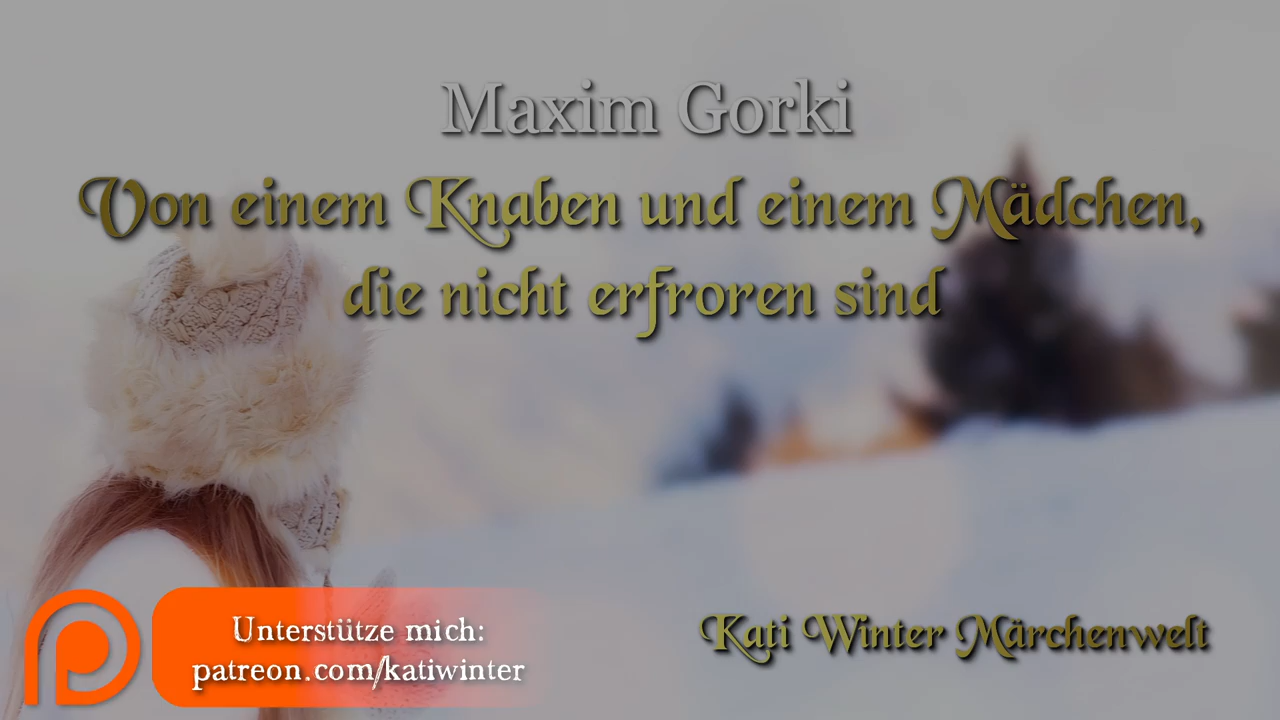 Maxim Gorki
Von einem Knaben und einem Mädchen,
die nicht erfroren sind
Unterstütze mich:
patreon.com/katiwinter
Kati Winter Märchenwelt